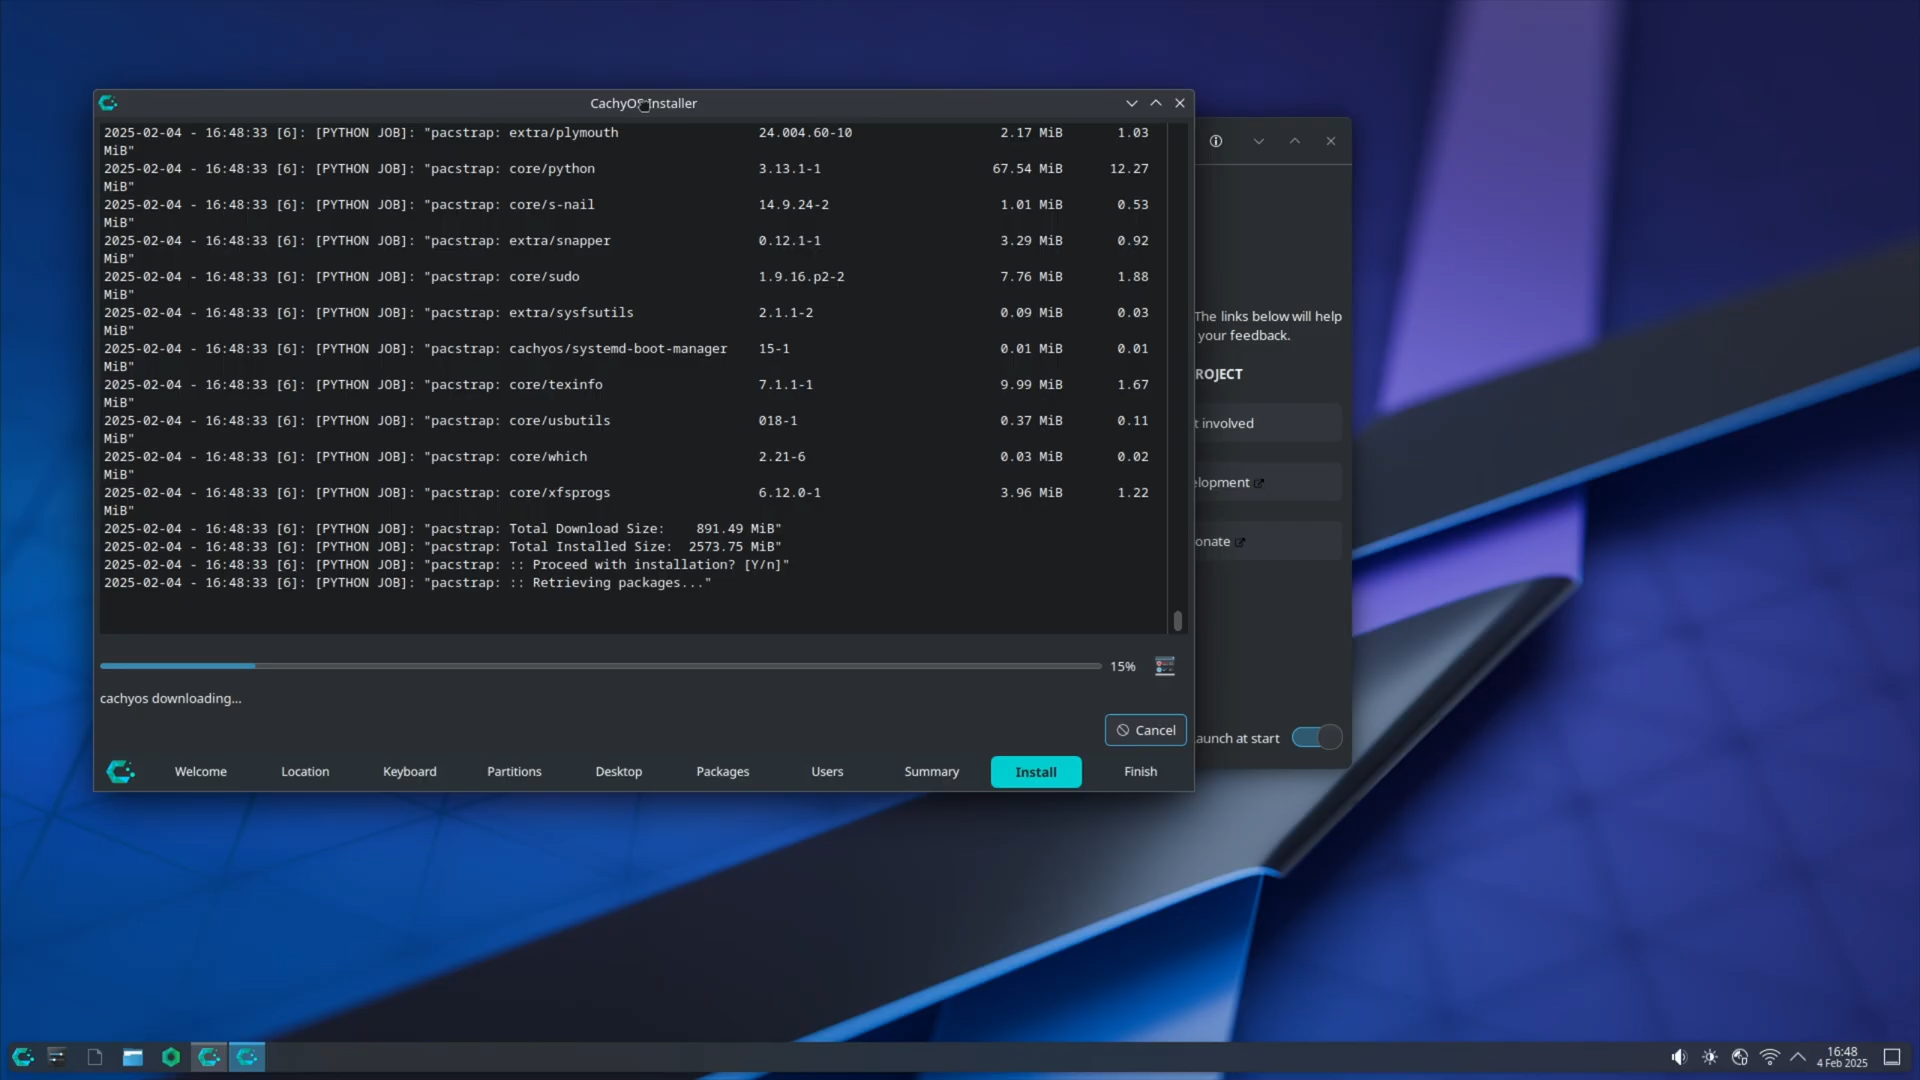 CachyOS Installer
2025-02-04 - 16:48:33 [6]: [PYTHON JOB]: "pacstrap: extra/plymouth 24.004.60-10 2.17 MiB 1.03
MiB"
2025-02-04 - 16:48:33 [6]: [PYTHON JOB]: "pacstrap: core/python 3.13.1-1 67.54 MiB 12.27
MiB"
2025-02-04 - 16:48:33 [6]: [PYTHON JOB]: "pacstrap: core/s-nail 14.9.24-2 1.01 MiB 0.53
MiB"
2025-02-04 - 16:48:33 [6]: [PYTHON JOB]: "pacstrap: extra/snapper 0.12.1-1 3.29 MiB 0.92
MiB"
2025-02-04 - 16:48:33 [6]: [PYTHON JOB]: "pacstrap: core/sudo 1.9.16.p2-2 7.76 MiB 1.88
MiB"
2025-02-04 - 16:48:33 [6]: [PYTHON JOB]: "pacstrap: extra/sysfsutils 2.1.1-2 0.09 MiB 0.03
MiB"
2025-02-04 - 16:48:33 [6]: [PYTHON JOB]: "pacstrap: cachyos/systemd-boot-manager 15-1 0.01 MiB 0.01
MiB"
2025-02-04 - 16:48:33 [6]: [PYTHON JOB]: "pacstrap: core/texinfo 7.1.1-1 9.99 MiB 1.67
MiB"
2025-02-04 - 16:48:33 [6]: [PYTHON JOB]: "pacstrap: core/usbutils 018-1 0.37 MiB 0.11
MiB"
2025-02-04 - 16:48:33 [6]: [PYTHON JOB]: "pacstrap: core/which 2.21-6 0.03 MiB 0.02
MiB"
2025-02-04 - 16:48:33 [6]: [PYTHON JOB]: "pacstrap: core/xfsprogs 6.12.0-1 3.96 MiB 1.22
MiB"
2025-02-04 - 16:48:33 [6]: [PYTHON JOB]: "pacstrap: Total Download Size: 891.49 MiB"
2025-02-04 - 16:48:33 [6]: [PYTHON JOB]: "pacstrap: Total Installed Size: 2573.75 MiB"
2025-02-04 - 16:48:33 [6]: [PYTHON JOB]: "pacstrap: :: Proceed with installation? [Y/n]"
2025-02-04 - 16:48:33 [6]: [PYTHON JOB]: "pacstrap: :: Retrieving packages..."
15%
cachyos downloading...
Cancel
Welcome Location Keyboard Partitions Desktop Packages Users Summary Install Finish
The links below will help
your feedback.
ROJECT
t involved
elopment
onate
aunch at start
16:48
4 Feb 2025